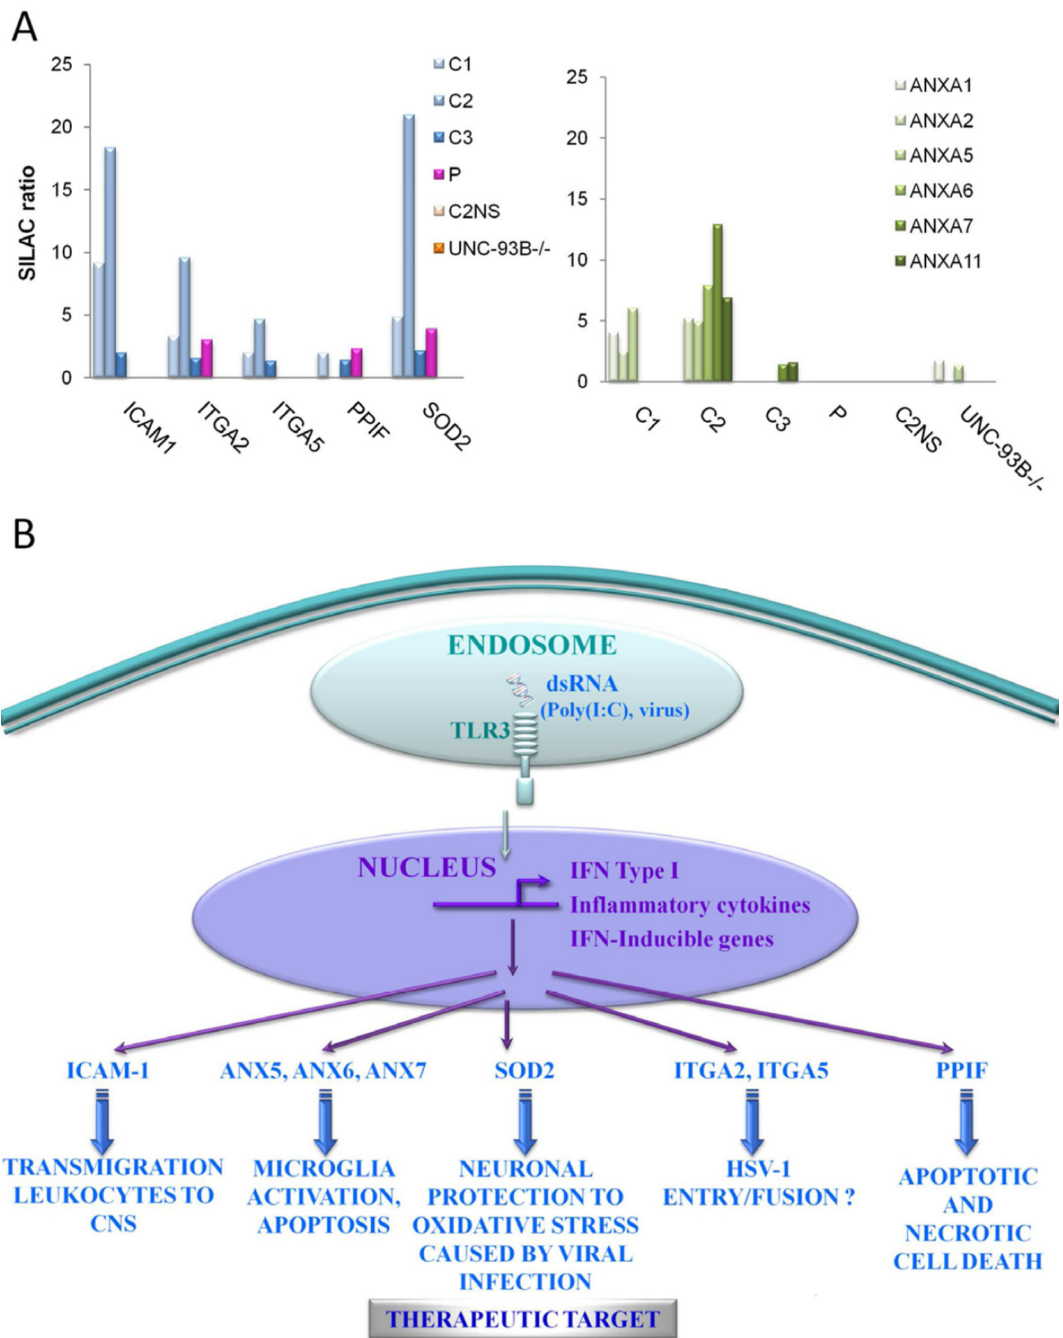 A
SILAC ratio
25
20
15
10
5
0
ICAM1
ITGA2
ITGA5
PPIF
SOD2
C1
C2
C3
P
C2NS
UNC-93B-/-
25
20
15
10
5
0
C1
C2
C3
P
C2NS
UNC-93B-/-
ANXA1
ANXA2
ANXA5
ANXA6
ANXA7
ANXA11
B
ENDOSOME
dsRNA
(Poly(I:C), virus)
TLR3
NUCLEUS
IFN Type I
Inflammatory cytokines
IFN-Inducible genes
ICAM-1
ANX5, ANX6, ANX7
SOD2
ITGA2, ITGA5
PPIF
TRANSMIGRATION
LEUKOCYTES TO
CNS
MICROGLIA
ACTIVATION,
APOPTOSIS
NEURONAL
PROTECTION TO
OXIDATIVE STRESS
CAUSED BY VIRAL
INFECTION
HSV-1
ENTRY/FUSION ?
APOPTOTIC
AND
NECROTIC
CELL DEATH
THERAPEUTIC TARGET